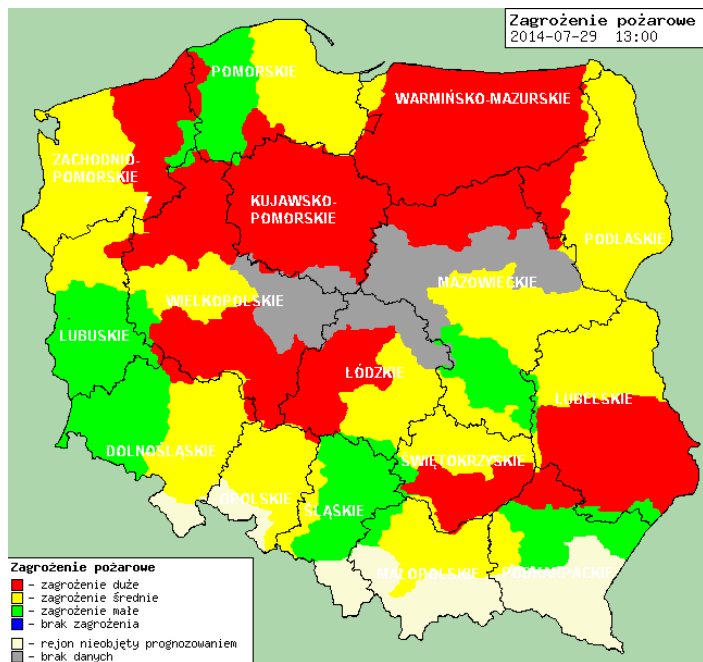 Zagrożenie pożarowe
2014-07-29 13:00
POMORSKIE
WARMIŃSKO-MAZURSKIE
ZACHODNIO-
POMORSKIE
KUJAWSKO-
POMORSKIE
PODLASKIE
MAZOWIECKIE
WIELKOPOLSKIE
LUBUSKIE
ŁÓDZKIE
LUBELSKIE
DOLNOŚLĄSKIE
ŚWIĘTOKRZYSKIE
OPOLSKIE
ŚLĄSKIE
MAŁOPOLSKIE
PODKARPACKIE
Zagrożenie pożarowe
- zagrożenie duże
- zagrożenie średnie
- zagrożenie małe
- brak zagrożenia
- rejon nieobjęty prognozowaniem
- brak danych